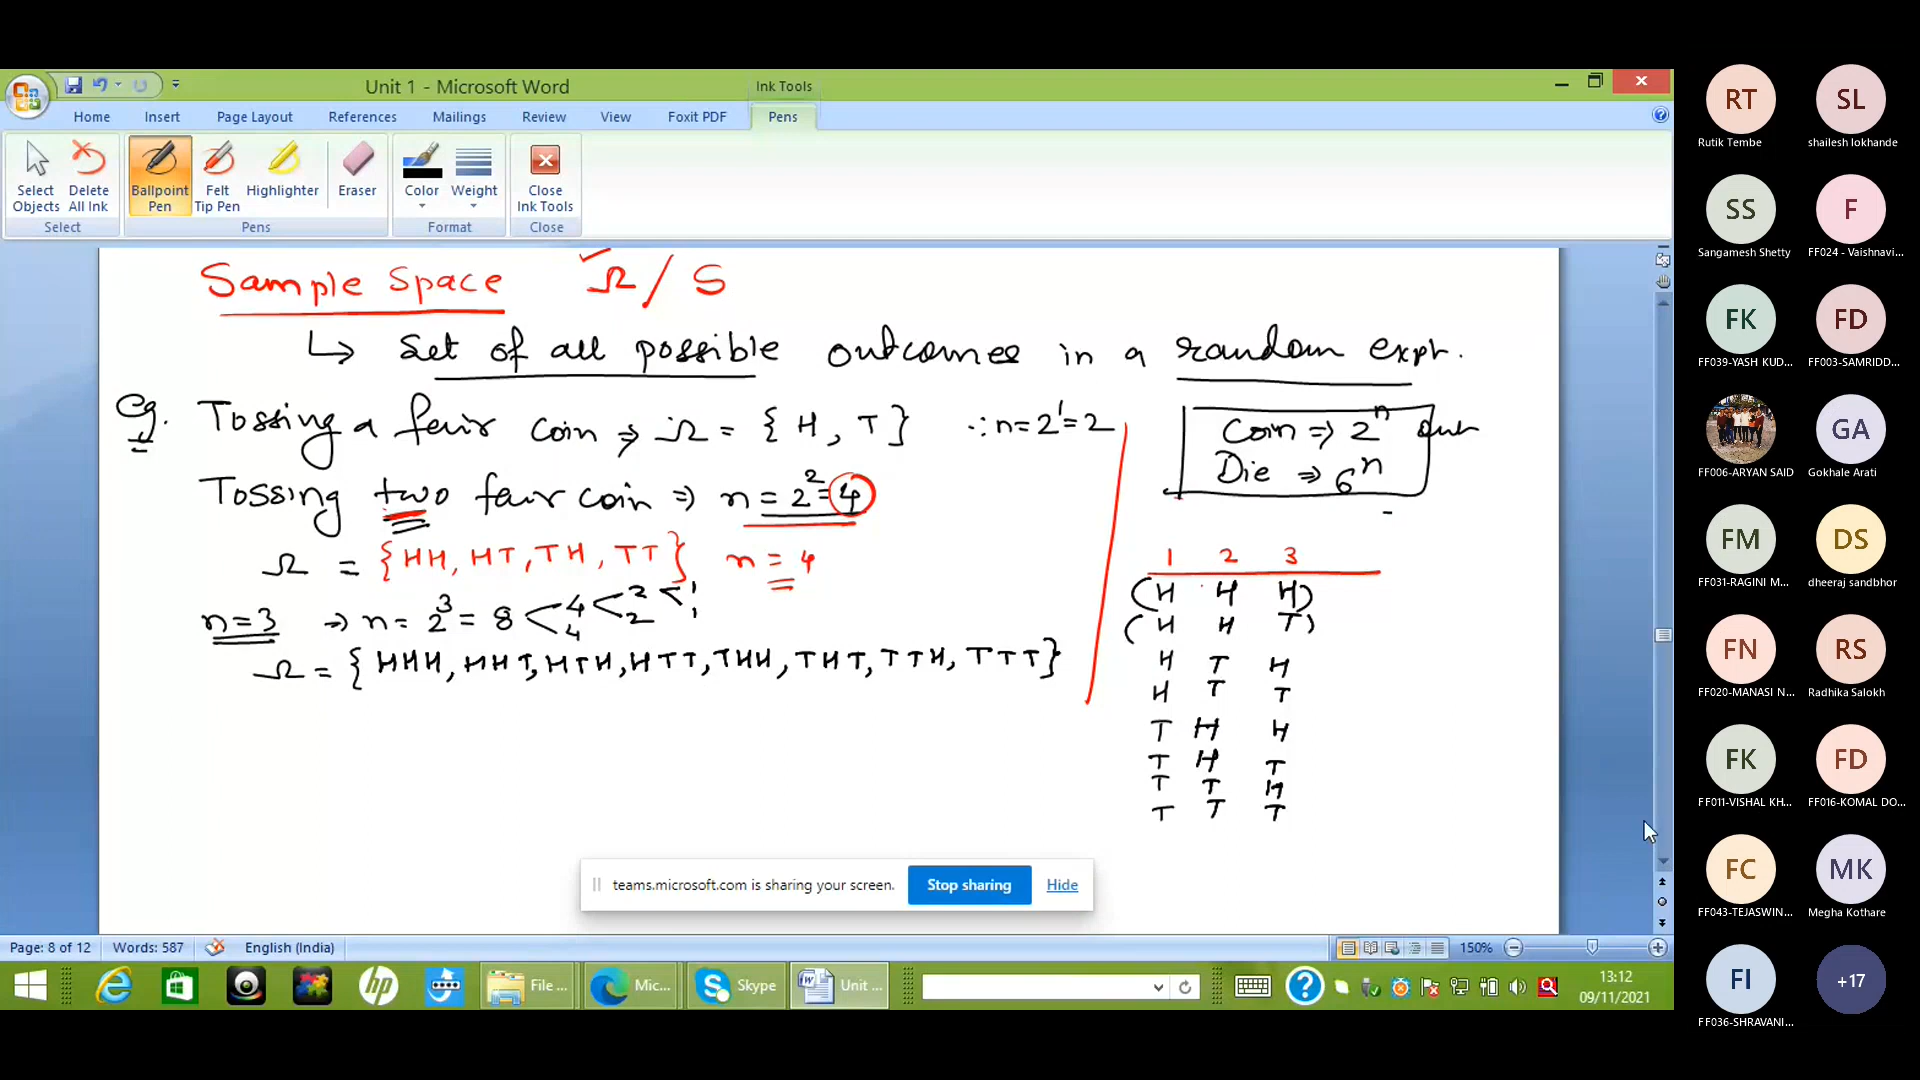 Unit 1 - Microsoft Word
Ink Tools
Home Insert Page Layout References Mailings Review View Foxit PDF Pens
Select Objects
Delete All Ink
Ballpoint Pen
Felt Tip Pen
Highlighter
Eraser
Color
Weight
Close Ink Tools
Select Pens Format Close
Sample Space Ω / S
↳ Set of all possible outcomes in a random expt.
Eg. Tossing a fair coin ⇒ Ω = { H, T } ∴ n = 2¹ = 2
Coin ⇒ 2ⁿ out
Die ⇒ 6ⁿ
Tossing two fair coin ⇒ n = 2² = 4
Ω = {HH, HT, TH, TT} n = 4
n = 3 ⇒ n = 2³ = 8 < 4 4 < 2 2 < 1 1
Ω = { HHH, HHT, HTH, HTT, THH, THT, TTH, TTT}
1 2 3
(H H H)
(H H T)
H T H
H T T
T H H
T H T
T T H
T T T
teams.microsoft.com is sharing your screen. Stop sharing Hide
Page: 8 of 12 Words: 587 English (India) 150%
File ... Mic... Skype Unit ...
13:12
09/11/2021
RT SL
Rutik Tembe shailesh lokhande
SS F
Sangamesh Shetty FF024 - Vaishnavi...
FK FD
FF039-YASH KUD... FF003-SAMRIDD...
GA
FF006-ARYAN SAID Gokhale Arati
FM DS
FF031-RAGINI M... dheeraj sandbhor
FN RS
FF020-MANASI N... Radhika Salokh
FK FD
FF011-VISHAL KH... FF016-KOMAL DO...
FC MK
FF043-TEJASWIN... Megha Kothare
FI +17
FF036-SHRAVANI...